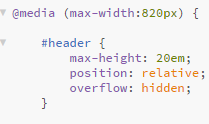 @media (max-width:820px) {
#header {
max-height: 20em;
position: relative;
overflow: hidden;
}